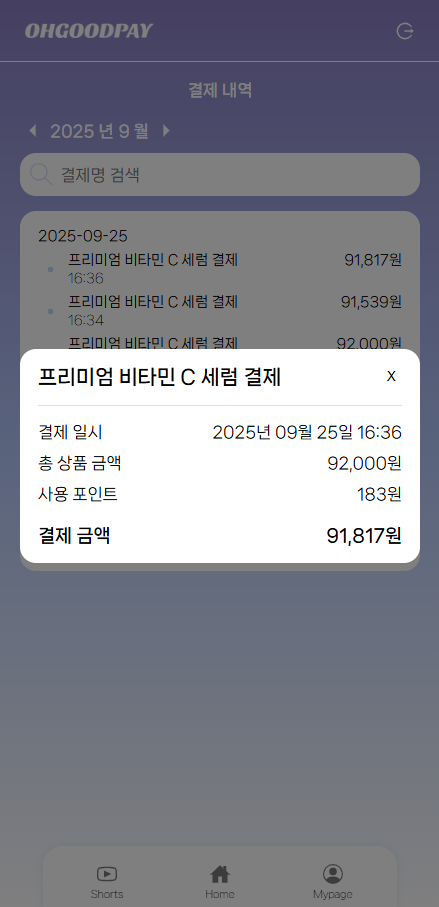 OHGOODPAY
결제 내역
2025 년 9 월
결제명 검색
2025-09-25
프리미엄 비타민 C 세럼 결제 91,817원
16:36
프리미엄 비타민 C 세럼 결제 91,539원
16:34
프리미엄 비타민 C 세럼 결제 92,000원
프리미엄 비타민 C 세럼 결제 X
결제 일시 2025년 09월 25일 16:36
총 상품 금액 92,000원
사용 포인트 183원
결제 금액 91,817원
Shorts Home Mypage